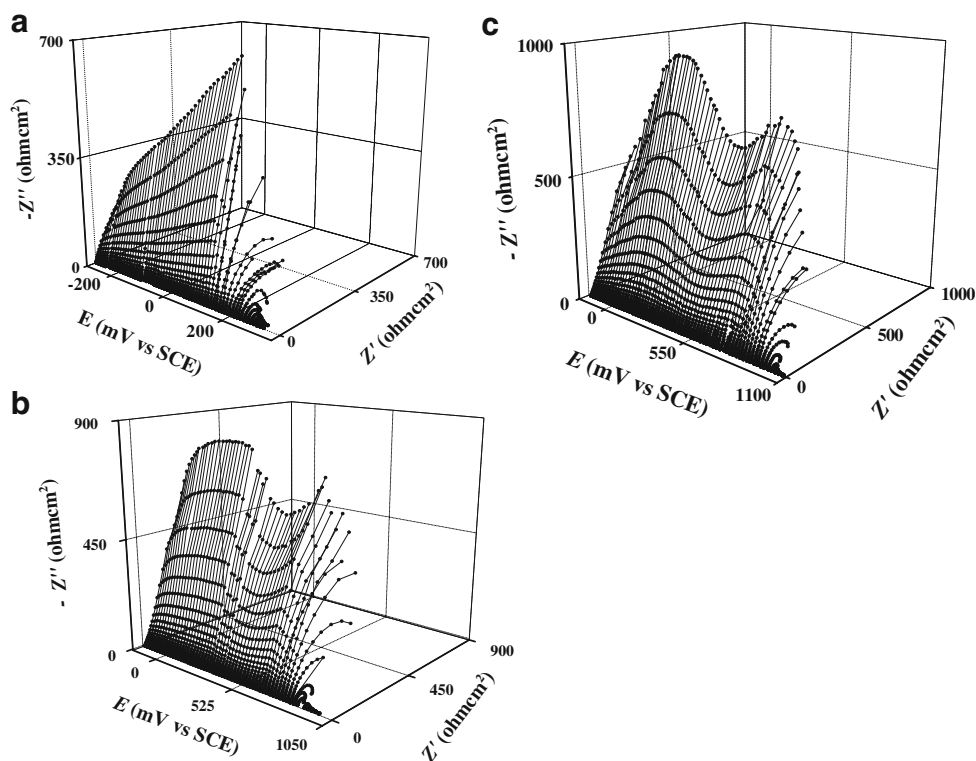 a
700
350
0
-Z'' (ohmcm²)
-200
0
200
E (mV vs SCE)
0
350
700
Z' (ohmcm²)
b
900
450
0
- Z'' (ohmcm²)
0
525
1050
E (mV vs SCE)
0
450
900
Z' (ohmcm²)
c
1000
500
0
- Z'' (ohmcm²)
0
550
1100
E (mV vs SCE)
0
500
1000
Z' (ohmcm²)